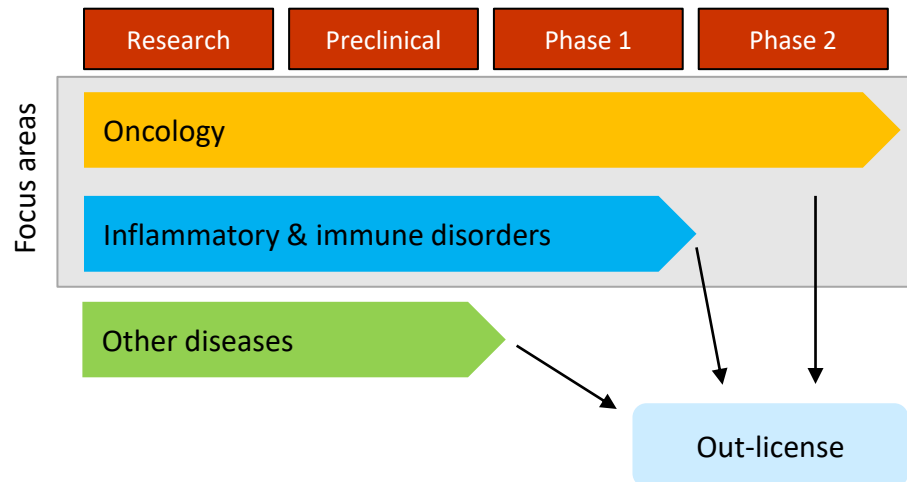 Research
Preclinical
Phase 1
Phase 2
Focus areas
Oncology
Inflammatory & immune disorders
Other diseases
Out-license